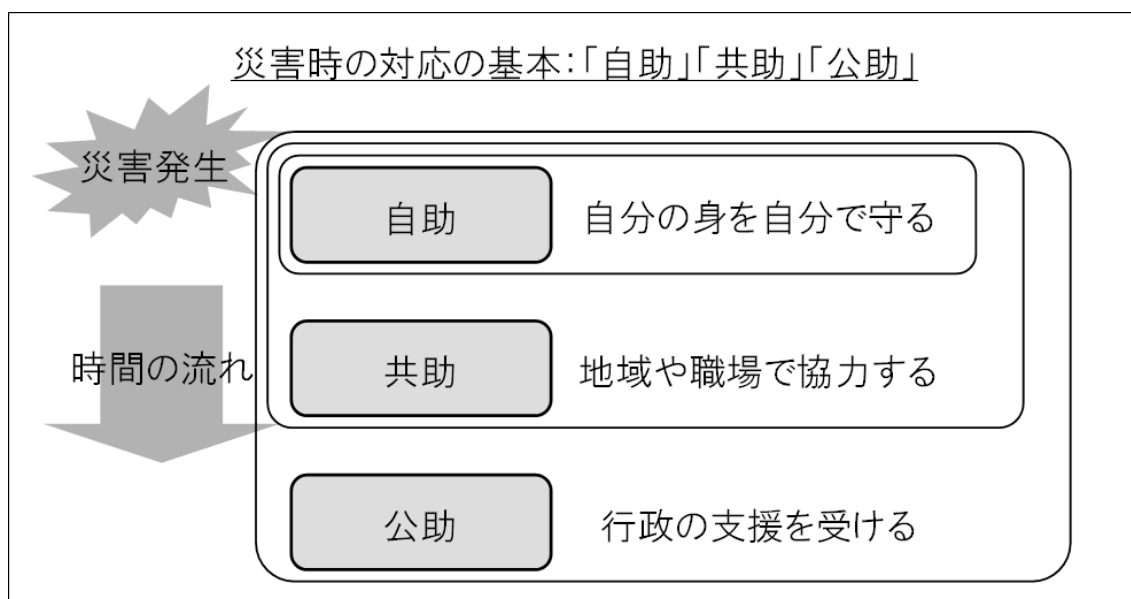 災害時の対応の基本:「自助」「共助」「公助」
災害発生
自助
自分の身を自分で守る
時間の流れ
共助
地域や職場で協力する
公助
行政の支援を受ける